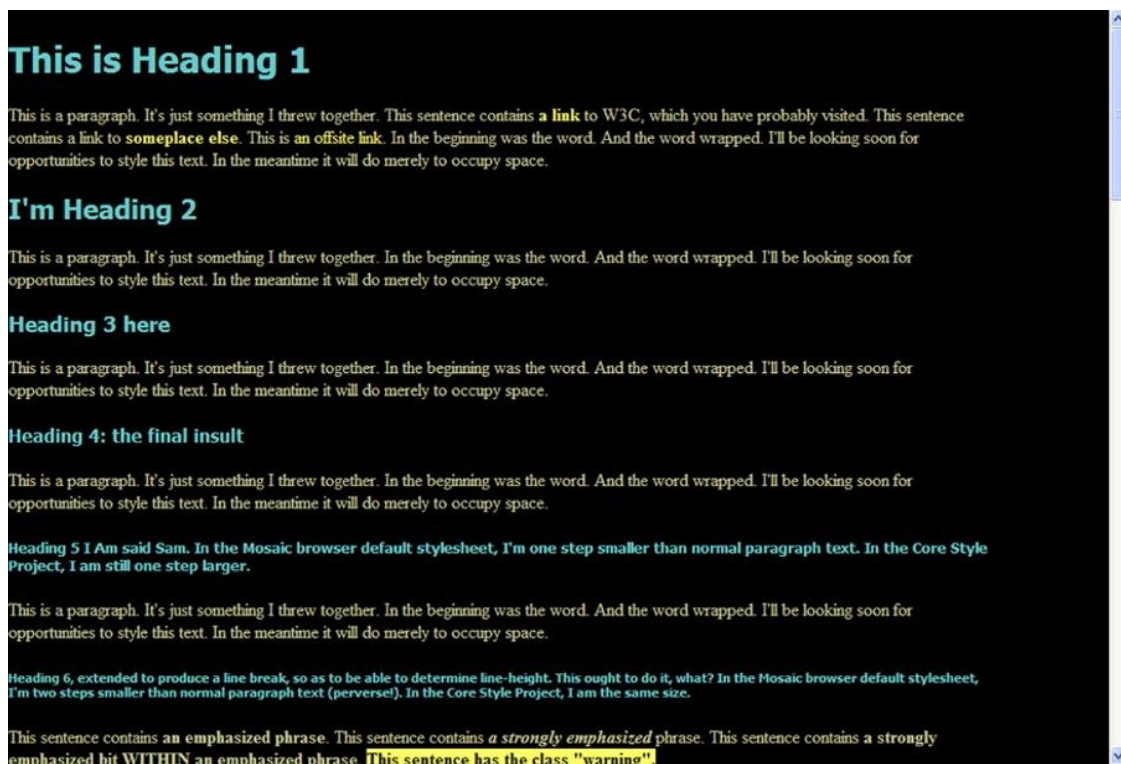 This is Heading 1
This is a paragraph. It's just something I threw together. This sentence contains a link to W3C, which you have probably visited. This sentence
contains a link to someplace else. This is an offsite link. In the beginning was the word. And the word wrapped. I'll be looking soon for
opportunities to style this text. In the meantime it will do merely to occupy space.
I'm Heading 2
This is a paragraph. It's just something I threw together. In the beginning was the word. And the word wrapped. I'll be looking soon for
opportunities to style this text. In the meantime it will do merely to occupy space.
Heading 3 here
This is a paragraph. It's just something I threw together. In the beginning was the word. And the word wrapped. I'll be looking soon for
opportunities to style this text. In the meantime it will do merely to occupy space.
Heading 4: the final insult
This is a paragraph. It's just something I threw together. In the beginning was the word. And the word wrapped. I'll be looking soon for
opportunities to style this text. In the meantime it will do merely to occupy space.
Heading 5 I Am said Sam. In the Mosaic browser default stylesheet, I'm one step smaller than normal paragraph text. In the Core Style
Project, I am still one step larger.
This is a paragraph. It's just something I threw together. In the beginning was the word. And the word wrapped. I'll be looking soon for
opportunities to style this text. In the meantime it will do merely to occupy space.
Heading 6, extended to produce a line break, so as to be able to determine line-height. This ought to do it, what? In the Mosaic browser default stylesheet,
I'm two steps smaller than normal paragraph text (perverse!). In the Core Style Project, I am the same size.
This sentence contains an emphasized phrase. This sentence contains a strongly emphasized phrase. This sentence contains a strongly
emphasized bit WITHIN an emphasized phrase. This sentence has the class "warning".